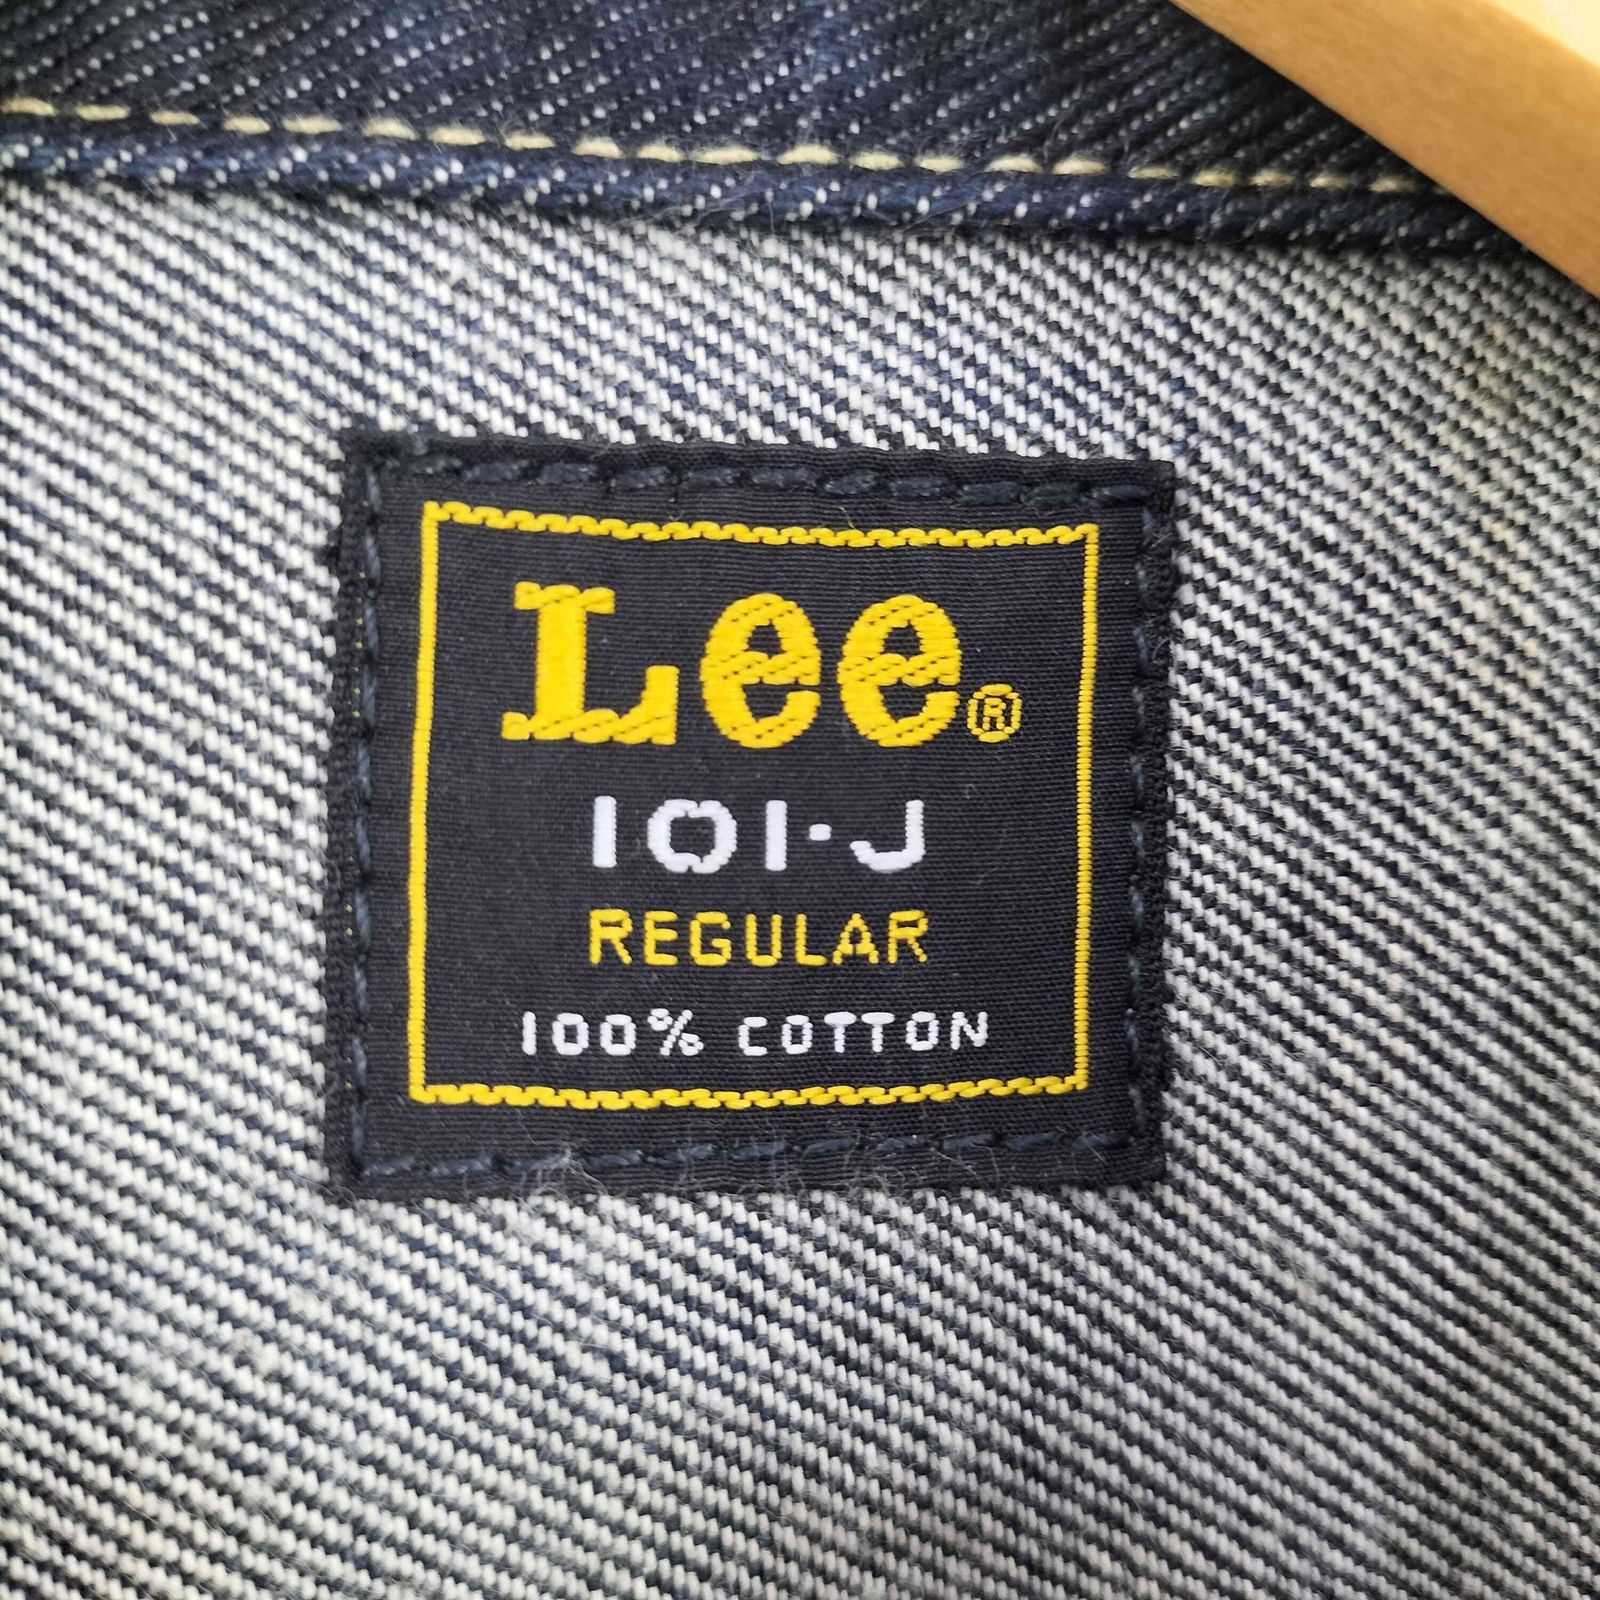 Lee®
101-J
REGULAR
100% COTTON